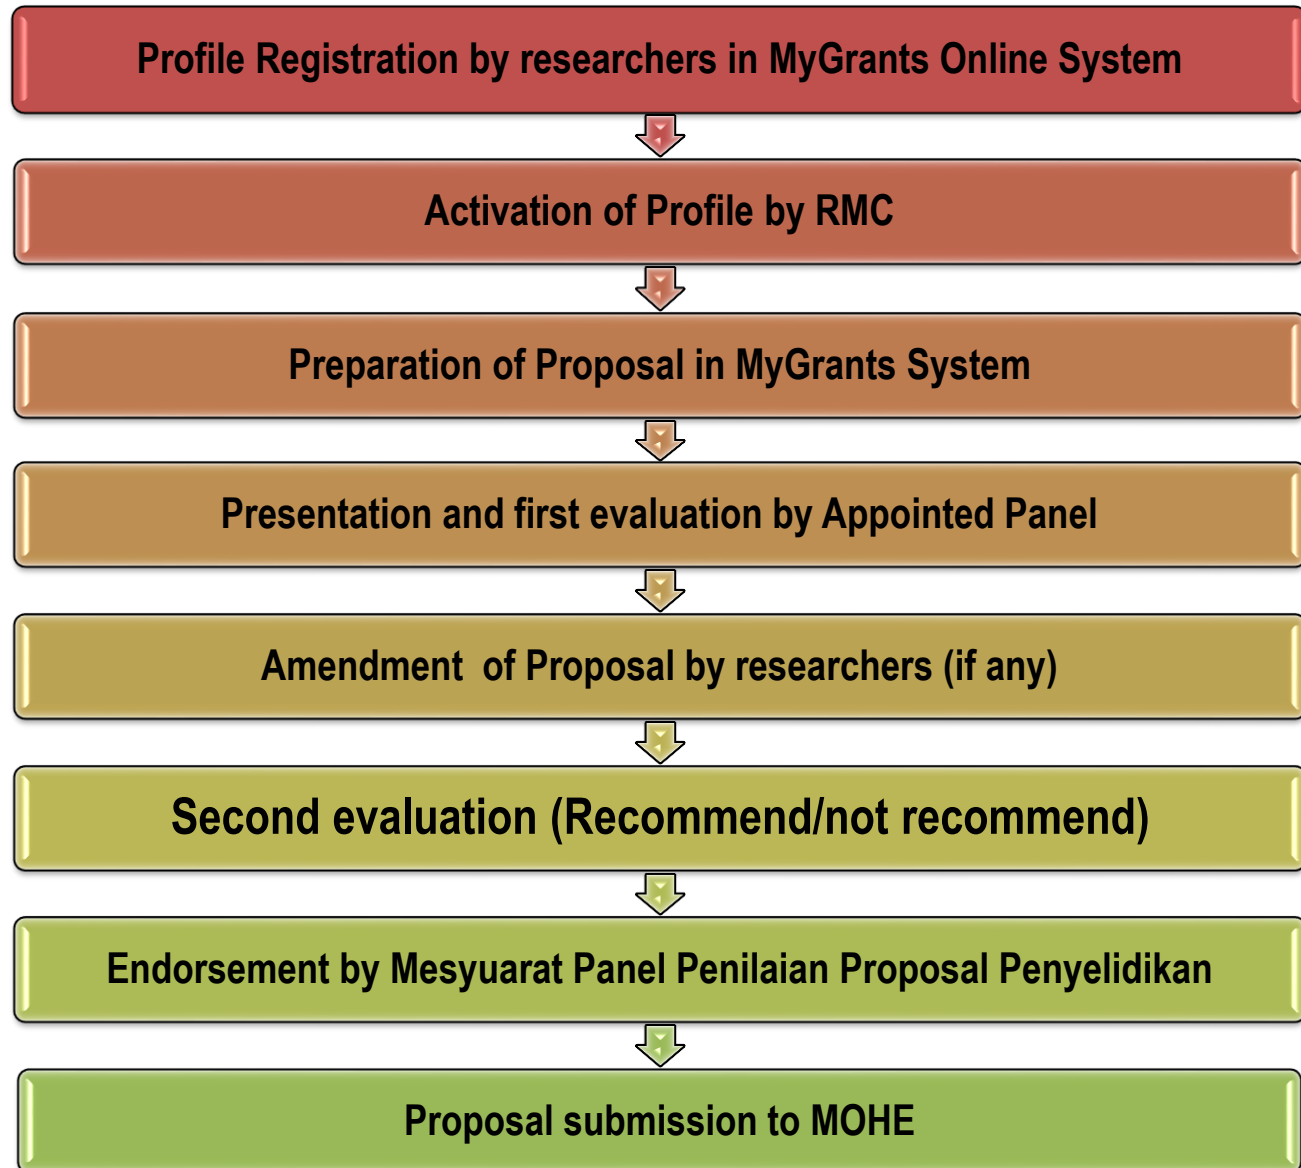 Profile Registration by researchers in MyGrants Online System
Activation of Profile by RMC
Preparation of Proposal in MyGrants System
Presentation and first evaluation by Appointed Panel
Amendment  of Proposal by researchers (if any)
Second evaluation (Recommend/not recommend)
Endorsement by Mesyuarat Panel Penilaian Proposal Penyelidikan
Proposal submission to MOHE